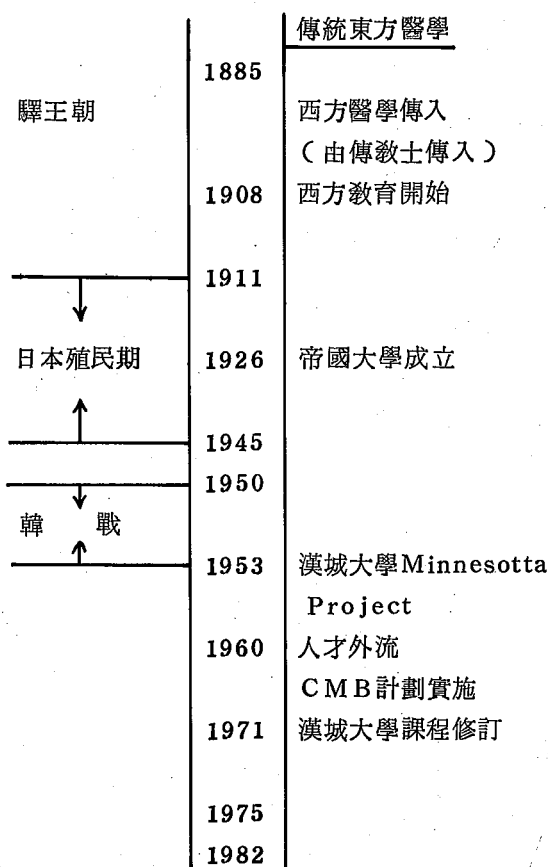 傳統東方醫學
1885
驛王朝 西方醫學傳入
(由傳教士傳入)
1908 西方教育開始
1911
日本殖民期 1926 帝國大學成立
1945
1950
韓 戰
1953 漢城大學Minnesotta
Project
1960 人才外流
CMB計劃實施
1971 漢城大學課程修訂
1975
1982